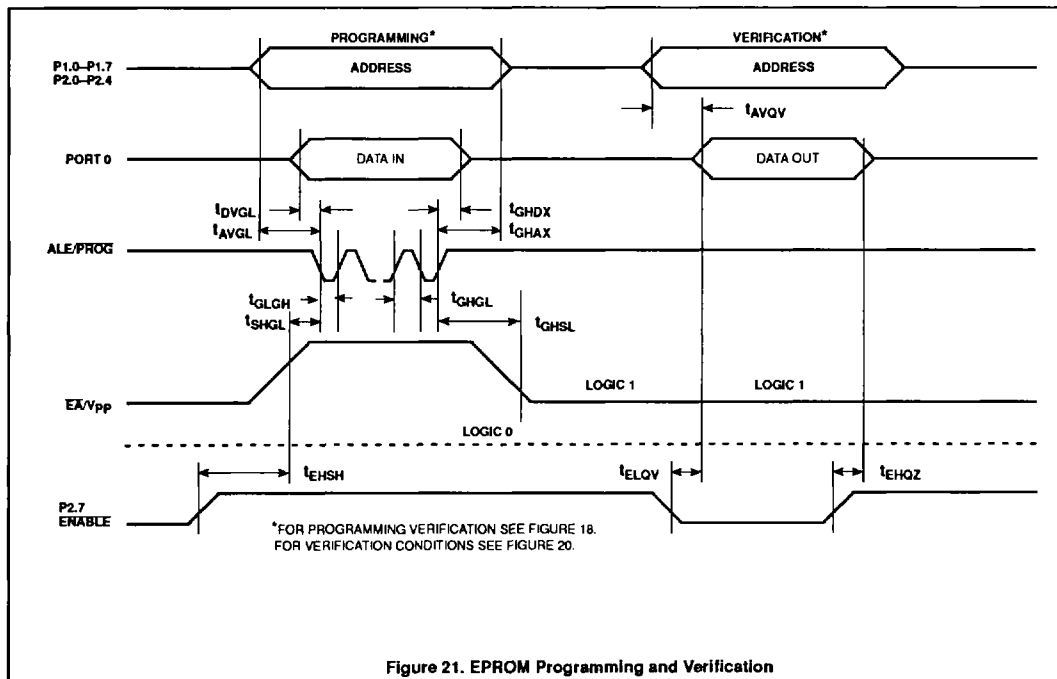 PROGRAMMING*
VERIFICATION*
P1.0–P1.7
P2.0–P2.4
ADDRESS
ADDRESS
tAVQV
PORT 0
DATA IN
DATA OUT
tDVGL
tGHDX
tAVGL
tGHAX
ALE/PROG
tGLGH
tGHGL
tSHGL
tGHSL
LOGIC 1
LOGIC 1
EA/VPP
LOGIC 0
tEHSH
tELQV
tEHQZ
P2.7
ENABLE
*FOR PROGRAMMING VERIFICATION SEE FIGURE 18.
FOR VERIFICATION CONDITIONS SEE FIGURE 20.
Figure 21. EPROM Programming and Verification